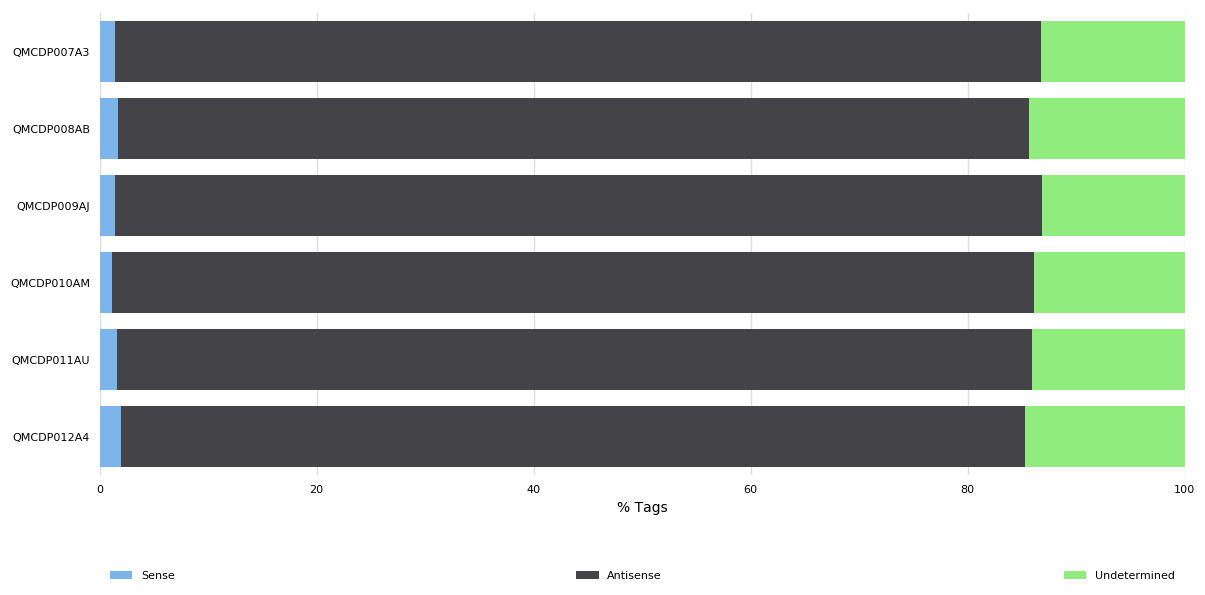 QMCDP007A3
QMCDP008AB
QMCDP009AJ
QMCDP010AM
QMCDP011AU
QMCDP012A4
0 20 40 60 80 100
% Tags
Sense Antisense Undetermined